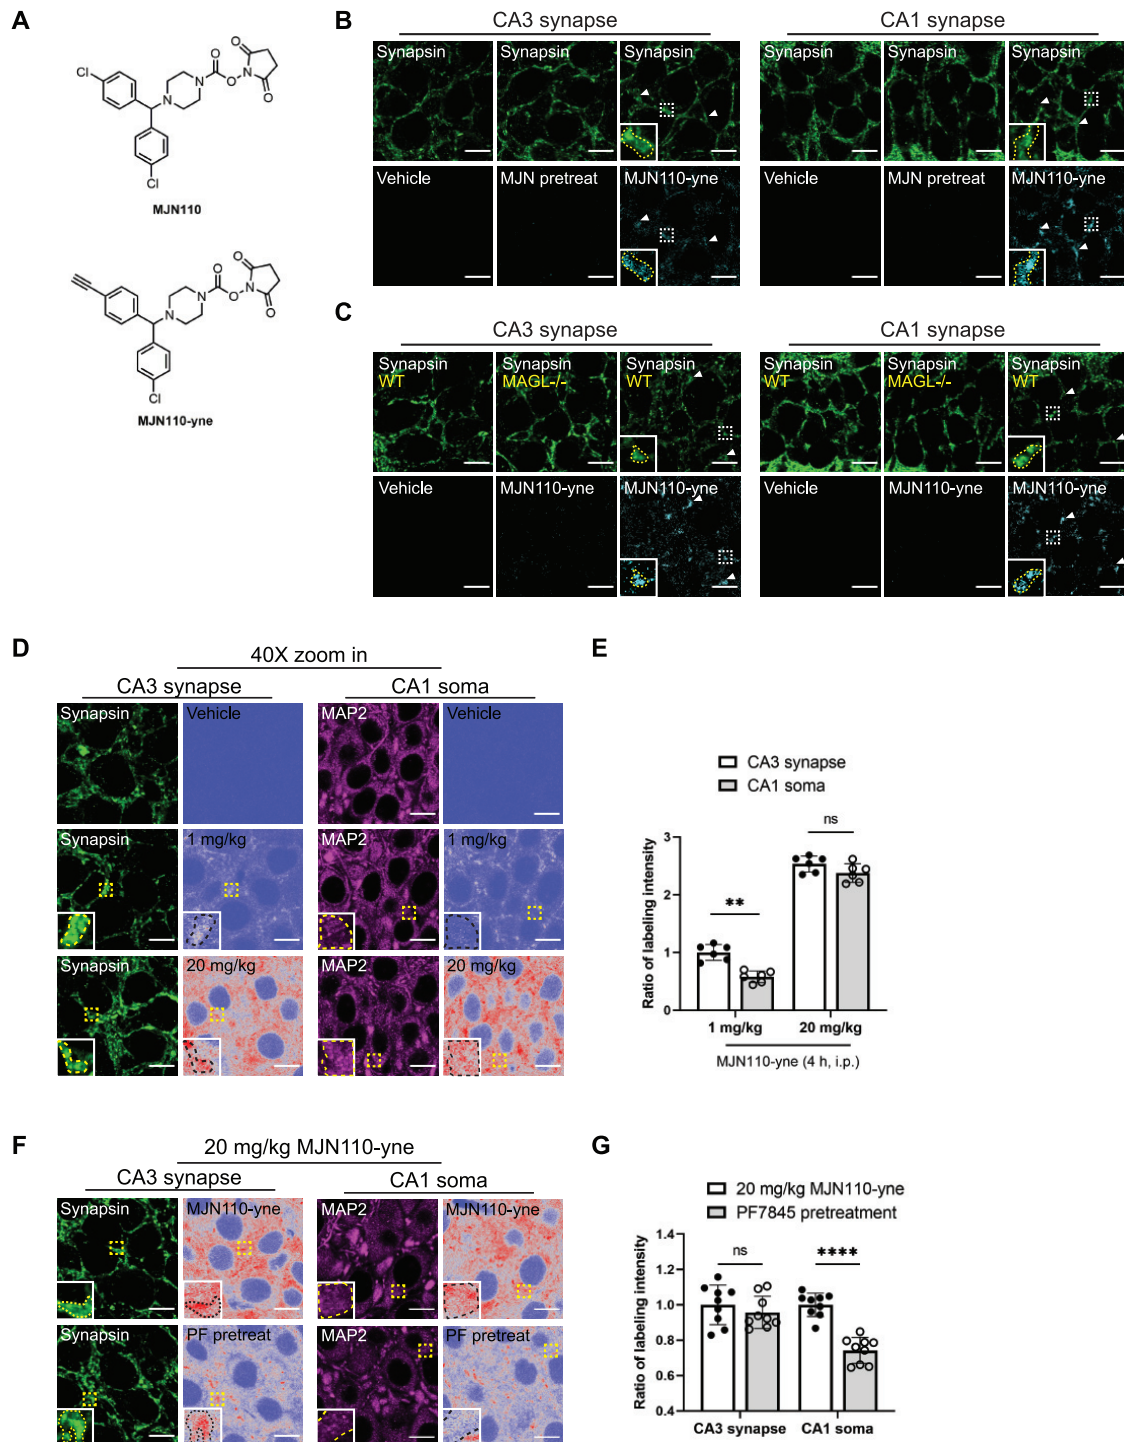 A
Cl
N
N
O
O
N
O
O
Cl
MJN110
N
N
O
O
N
O
O
Cl
MJN110-yne
B
CA3 synapse
CA1 synapse
Synapsin
Synapsin
Synapsin
Synapsin
Synapsin
Synapsin
Vehicle
MJN pretreat
MJN110-yne
Vehicle
MJN pretreat
MJN110-yne
C
CA3 synapse
CA1 synapse
Synapsin
WT
Synapsin
MAGL-/-
Synapsin
WT
Synapsin
WT
Synapsin
MAGL-/-
Synapsin
WT
Vehicle
MJN110-yne
MJN110-yne
Vehicle
MJN110-yne
MJN110-yne
D
40X zoom in
CA3 synapse
CA1 soma
Synapsin
Vehicle
MAP2
Vehicle
Synapsin
1 mg/kg
MAP2
1 mg/kg
Synapsin
20 mg/kg
MAP2
20 mg/kg
E
CA3 synapse
CA1 soma
Ratio of labeling intensity
3
2
1
0
**
ns
1 mg/kg
20 mg/kg
MJN110-yne (4 h, i.p.)
F
20 mg/kg MJN110-yne
CA3 synapse
CA1 soma
Synapsin
MJN110-yne
MAP2
MJN110-yne
Synapsin
PF pretreat
MAP2
PF pretreat
G
20 mg/kg MJN110-yne
PF7845 pretreatment
Ratio of labeling intensity
1.4
1.2
1.0
0.8
0.6
0.4
ns
****
CA3 synapse
CA1 soma